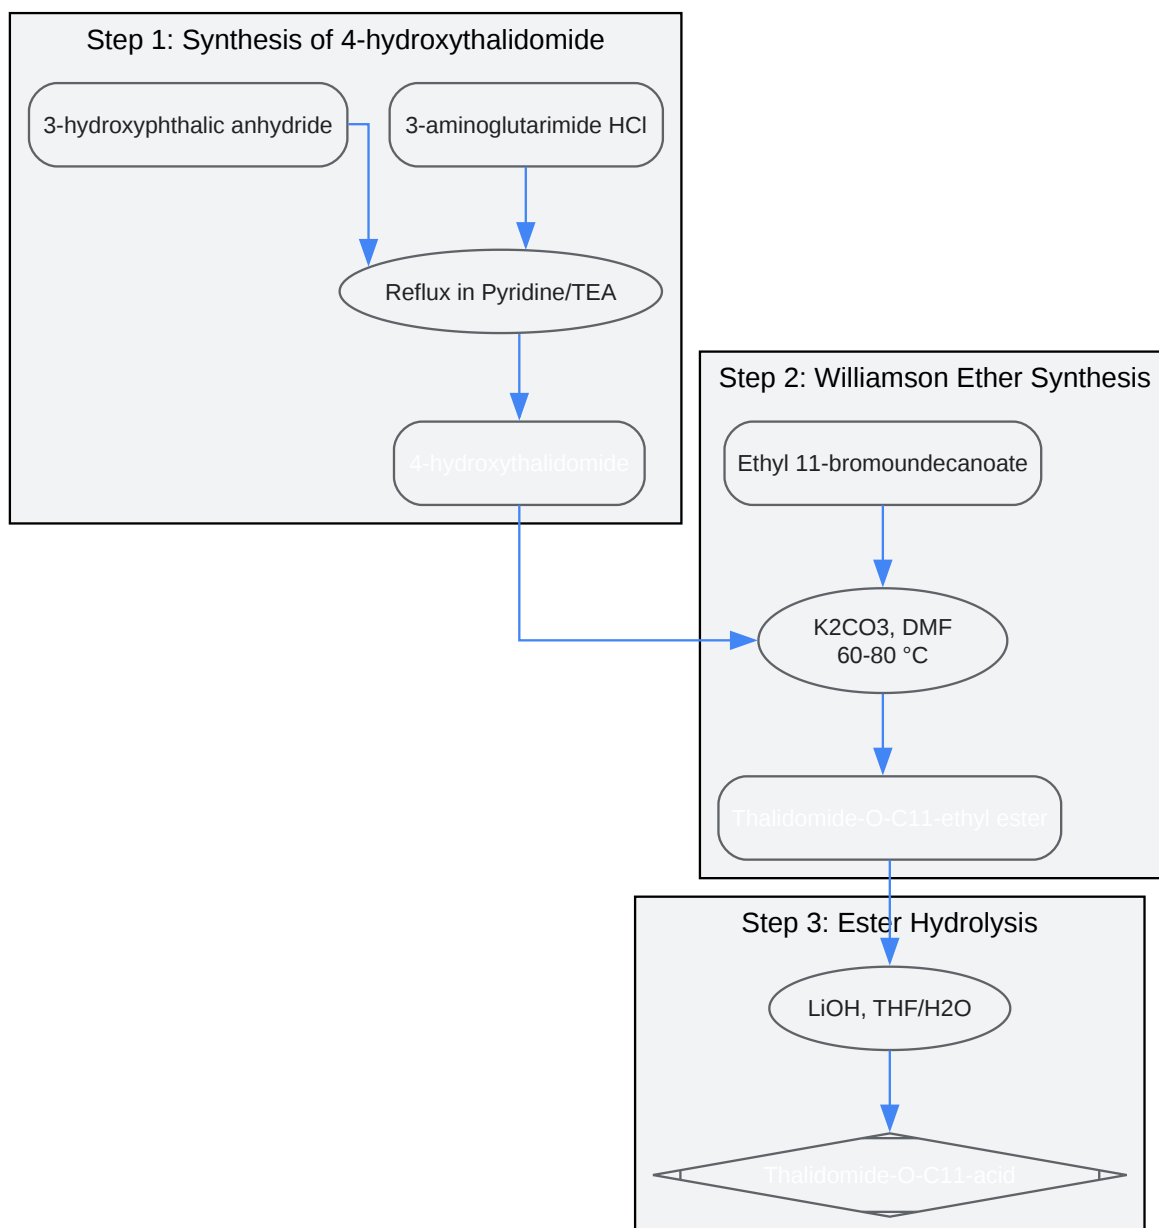 Step 1: Synthesis of 4-hydroxythalidomide
3-hydroxyphthalic anhydride
3-aminoglutarimide HCl
Reflux in Pyridine/TEA
4-hydroxythalidomide
Step 2: Williamson Ether Synthesis
Ethyl 11-bromoundecanoate
K2CO3, DMF
60-80 °C
Thalidomide-O-C11-ethyl ester
Step 3: Ester Hydrolysis
LiOH, THF/H2O
Thalidomide-O-C11-acid